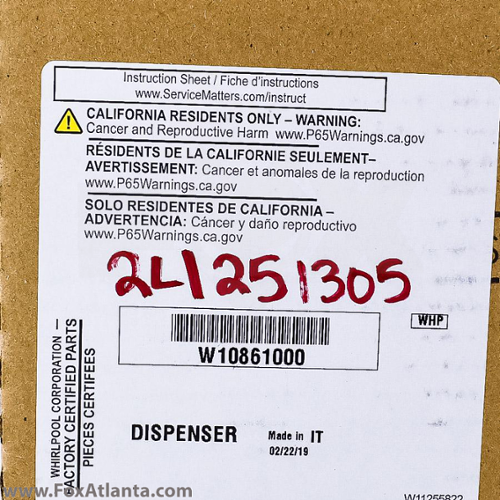 Instruction Sheet / Fiche d'instructions
www.ServiceMatters.com/instruct
CALIFORNIA RESIDENTS ONLY – WARNING:
Cancer and Reproductive Harm www.P65Warnings.ca.gov
RÉSIDENTS DE LA CALIFORNIE SEULEMENT–
AVERTISSEMENT: Cancer et anomales de la reproduction
www.P65Warnings.ca.gov
SOLO RESIDENTES DE CALIFORNIA –
ADVERTENCIA: Cáncer y daño reproductivo
www.P65Warnings.ca.gov
2L1251305
WHP
W10861000
WHIRLPOOL CORPORATION –
FACTORY CERTIFIED PARTS
PIECES CERTIFEES
DISPENSER
Made in IT
02/22/19
W11255822
www.FoxAtlanta.com